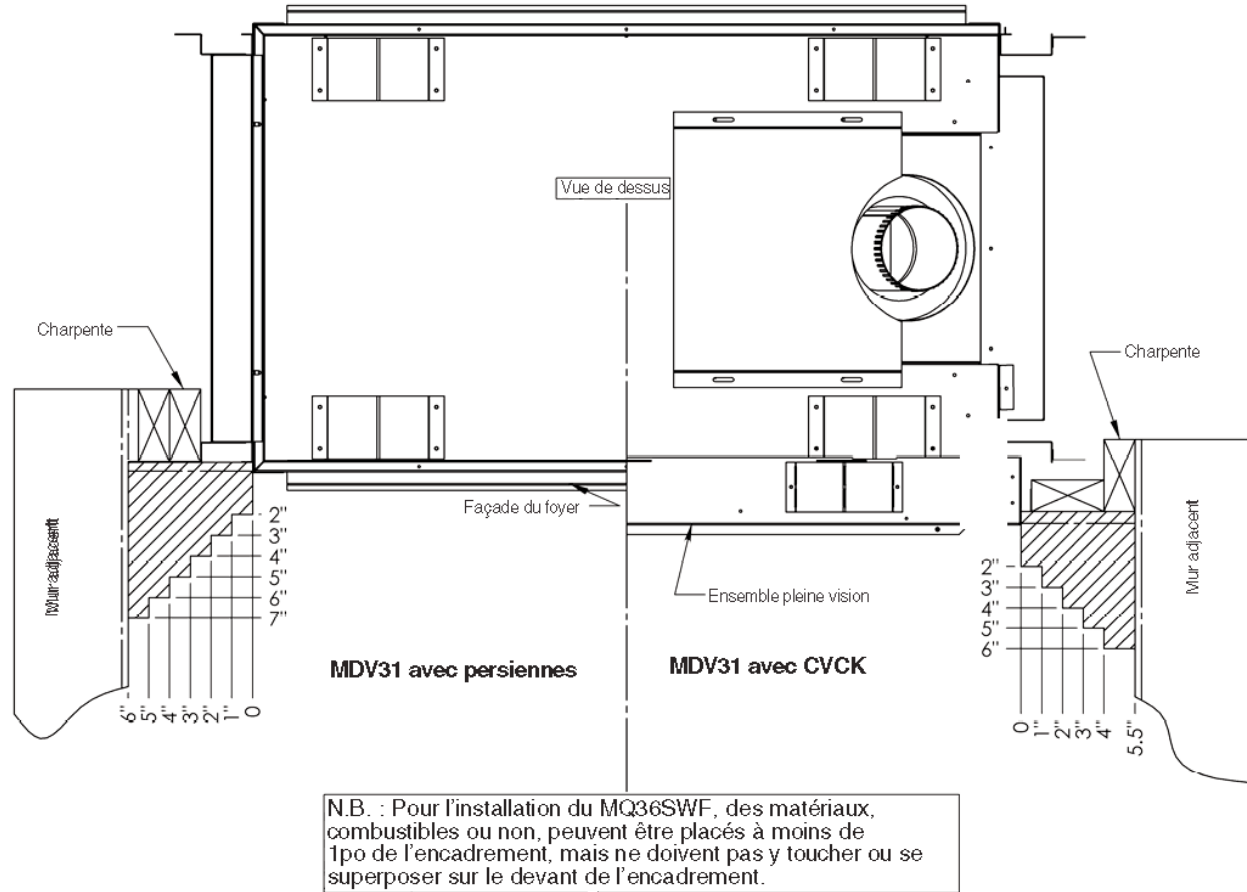 Vue de dessus
Charpente
Charpente
Façade du foyer
Mur adjacent
Mur adjacent
2"
3"
4"
5"
6"
7"
2"
3"
4"
5"
6"
Ensemble pleine vision
MDV31 avec persiennes
MDV31 avec CVCK
6"
5"
4"
3"
2"
1"
0
0
1"
2"
3"
4"
5.5"
N.B. : Pour l'installation du MQ36SWF, des matériaux,
combustibles ou non, peuvent être placés à moins de
1po de l'encadrement, mais ne doivent pas y toucher ou se
superposer sur le devant de l'encadrement.